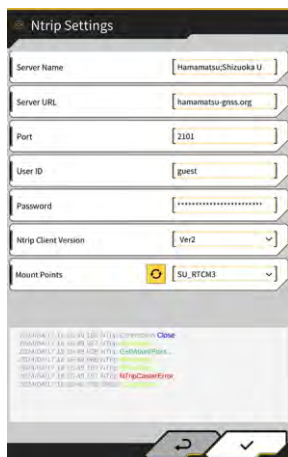 Ntrip Settings
Server Name
[ Hamamatsu;Shizuoka U ]
Server URL
[ hamamatsu-gnss.org ]
Port
[ 2101 ]
User ID
[ guest ]
Password
Ntrip Client Version
[ Ver2 ]
Mount Points
[ SU_RTCM3 ]
Close
GetMountPoint...
NTripCasterError